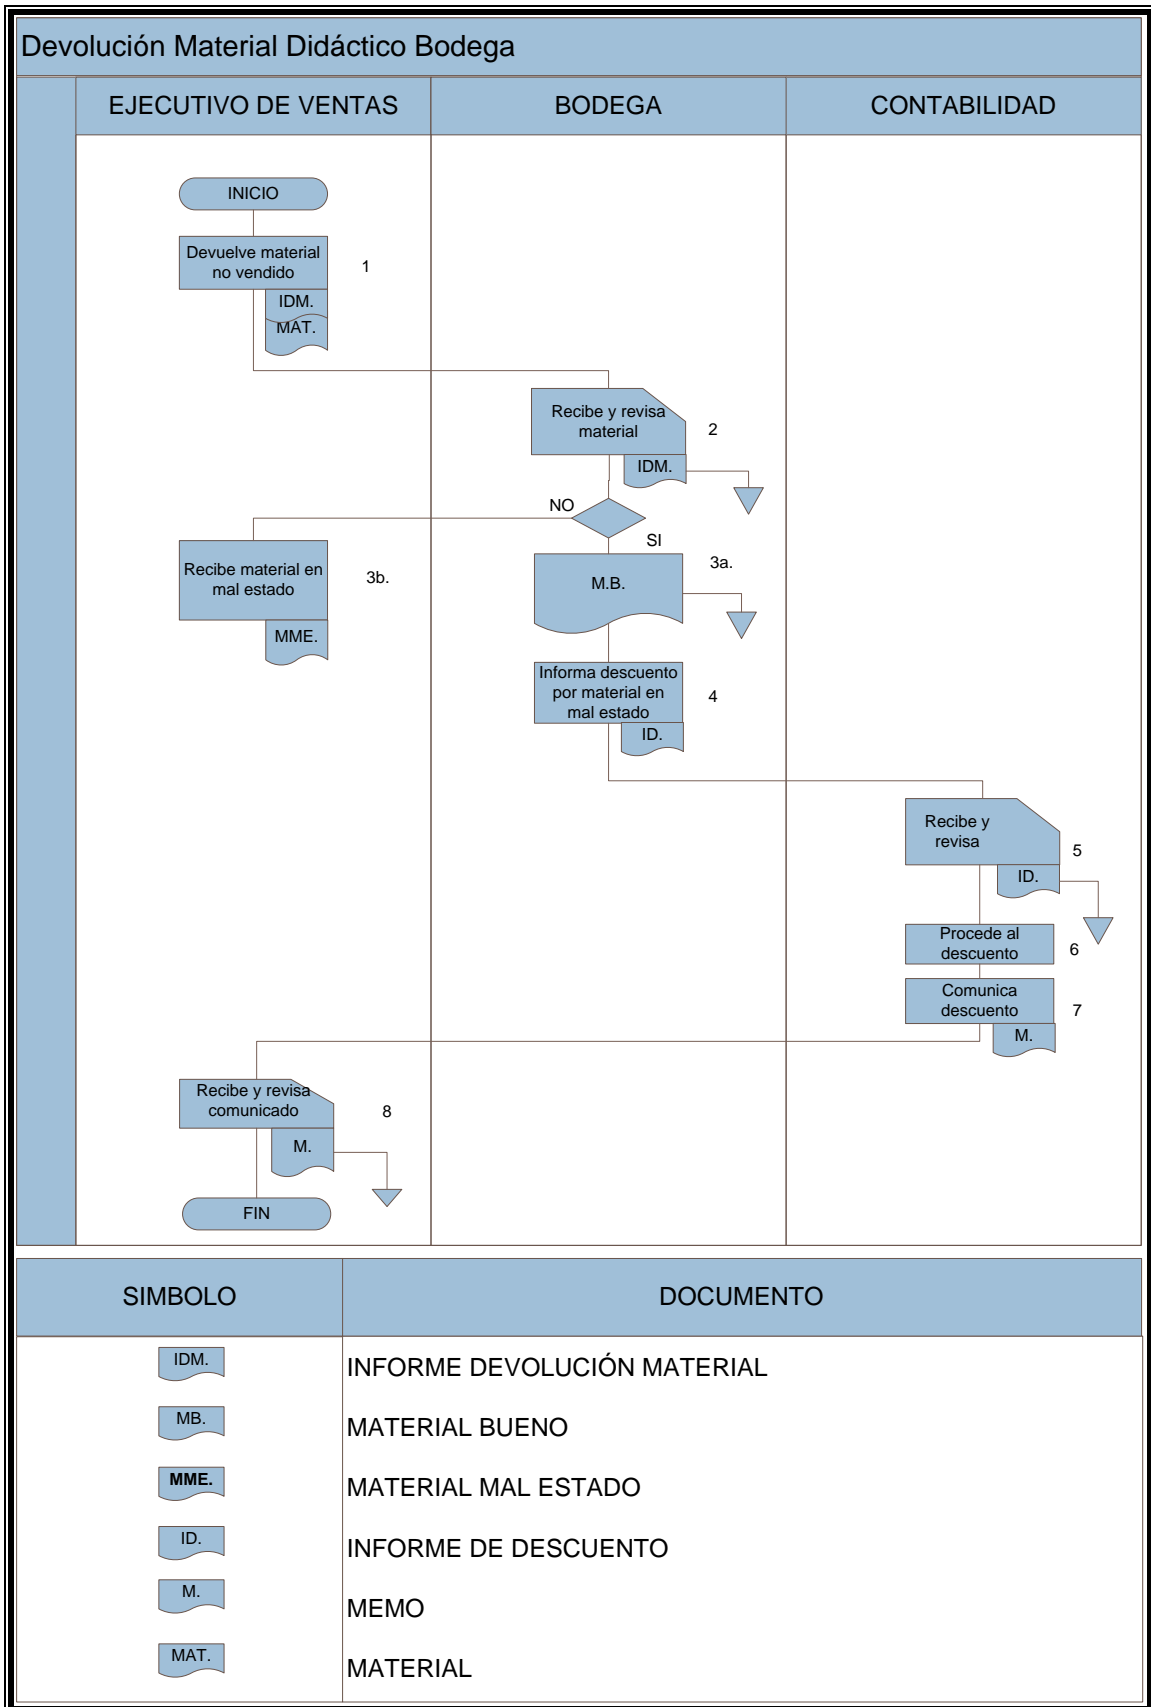 Devolución Material Didáctico Bodega
EJECUTIVO DE VENTAS
BODEGA
CONTABILIDAD
INICIO
Devuelve material
no vendido
1
IDM.
MAT.
Recibe y revisa
material
2
IDM.
NO
SI
Recibe material en
mal estado
3b.
MME.
M.B.
3a.
Informa descuento
por material en
mal estado
4
ID.
Recibe y
revisa
5
ID.
Procede al
descuento
6
Comunica
descuento
7
M.
Recibe y revisa
comunicado
8
M.
FIN
SIMBOLO
DOCUMENTO
IDM.
INFORME DEVOLUCIÓN MATERIAL
MB.
MATERIAL BUENO
MME.
MATERIAL MAL ESTADO
ID.
INFORME DE DESCUENTO
M.
MEMO
MAT.
MATERIAL